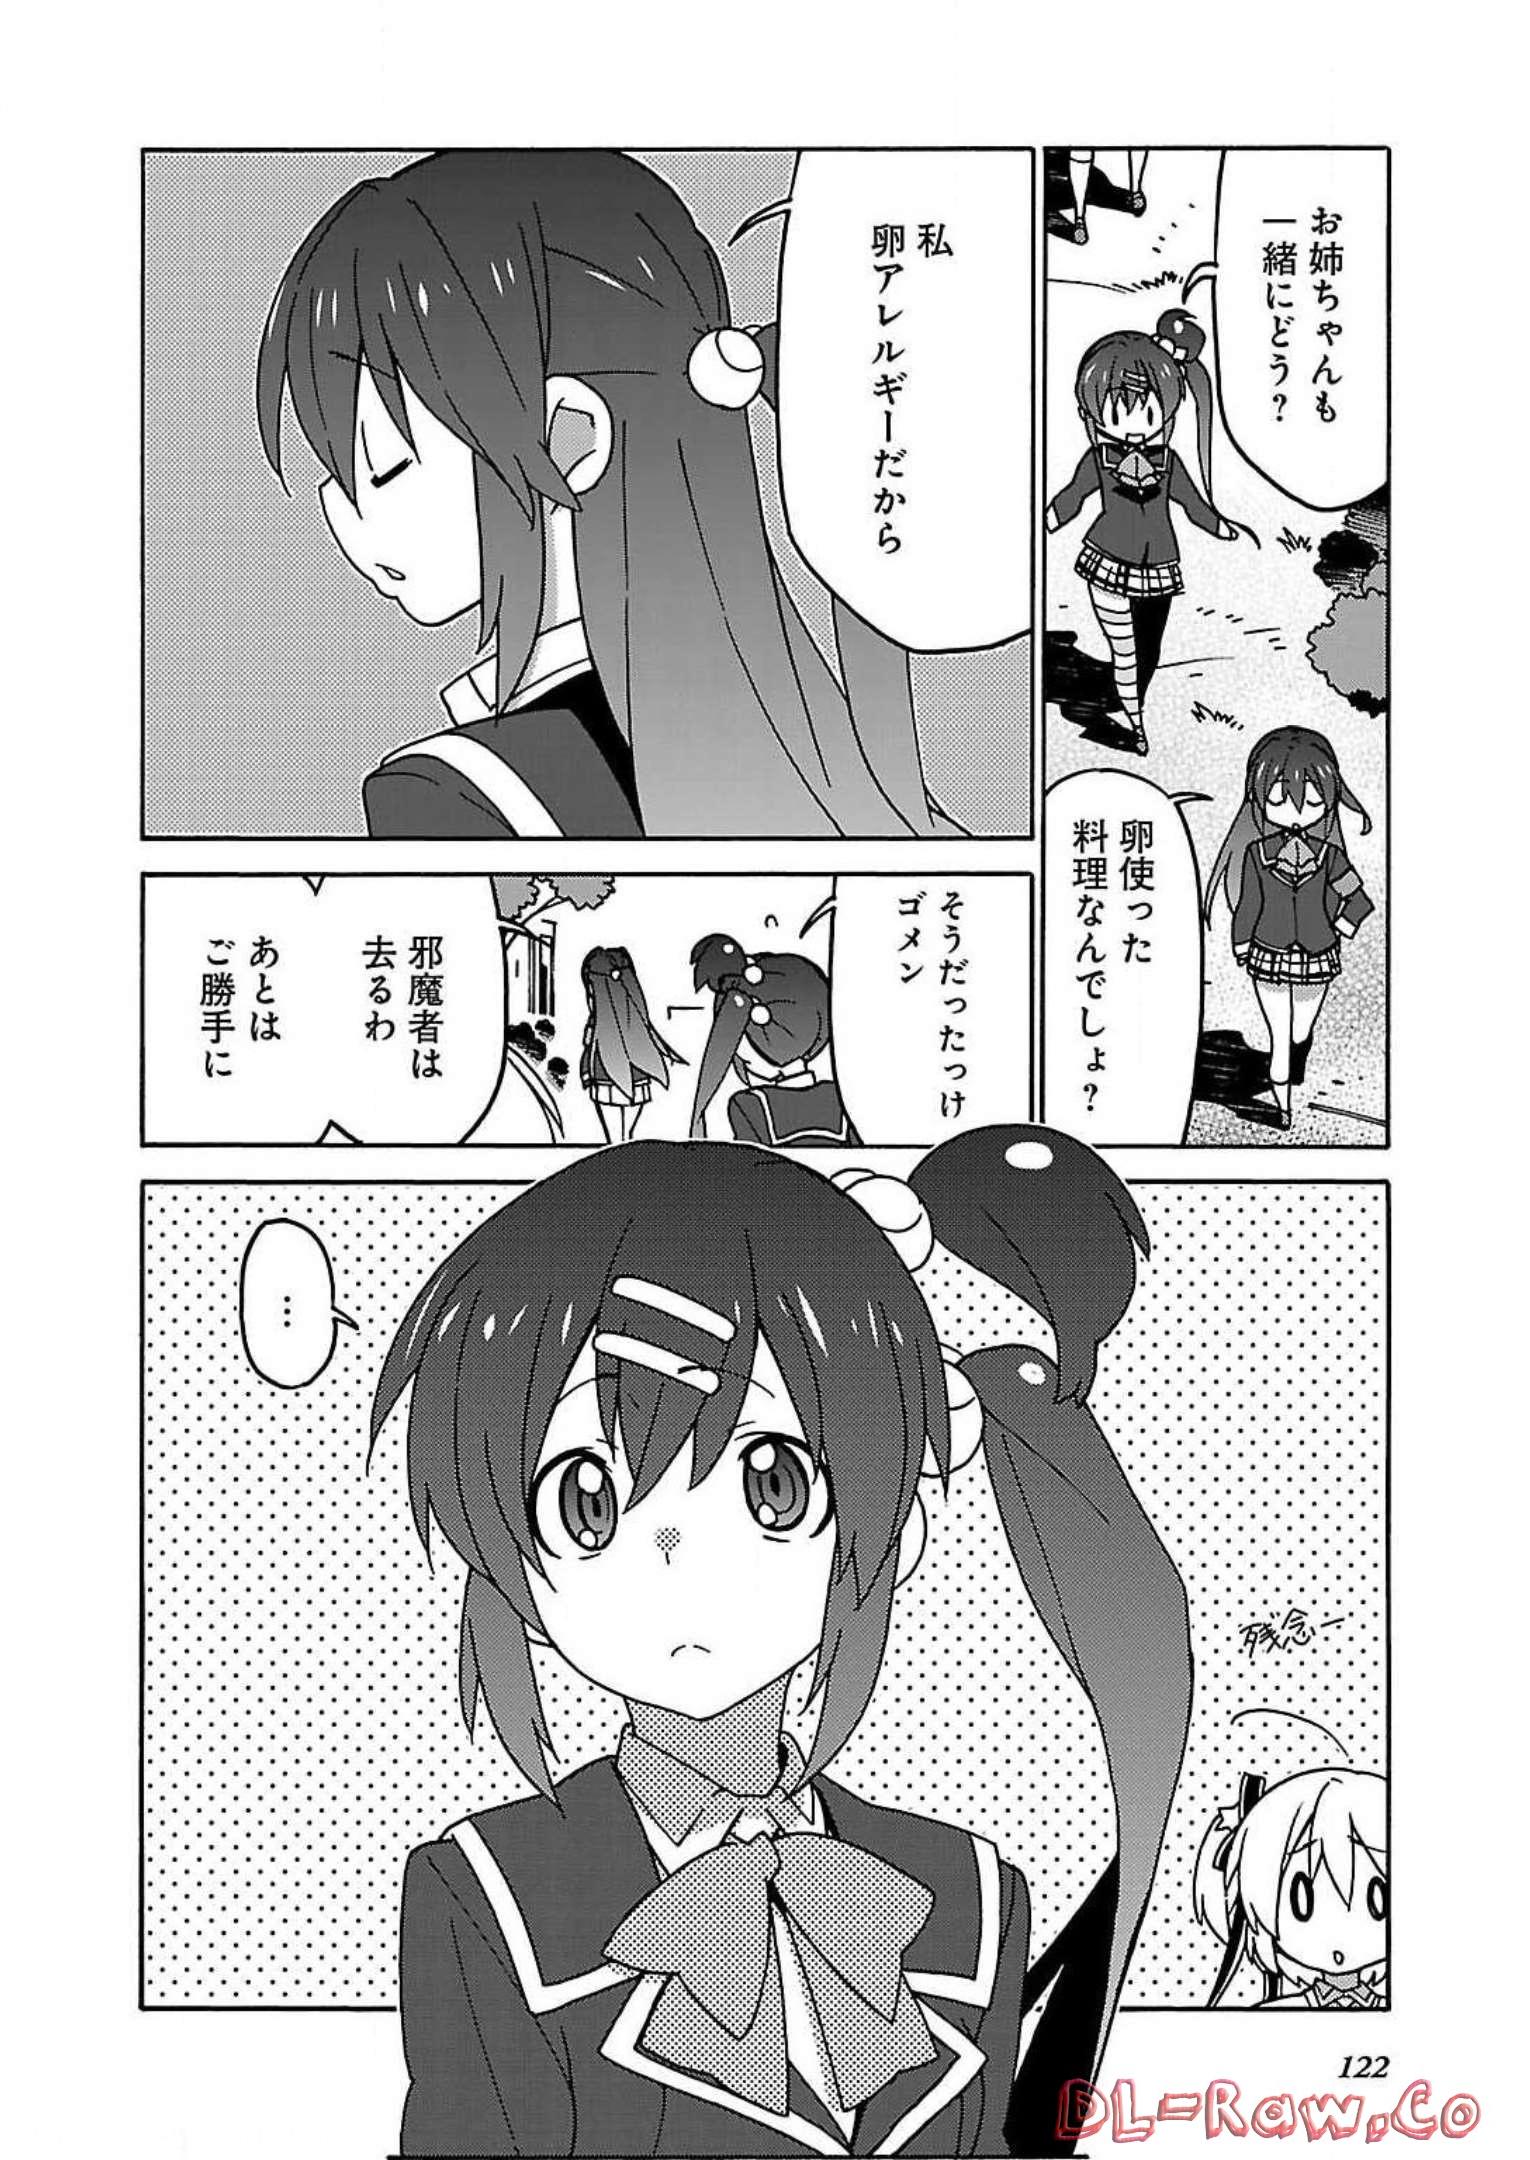 お姉ちゃんも
一緒にどう?
卵使った
料理なんでしょ?
私
卵アレルギーだから
そうだったっけ
ゴメン
邪魔者は
去るわ
あとは
ご勝手に
…
残念ー
122
DL-Raw.Co